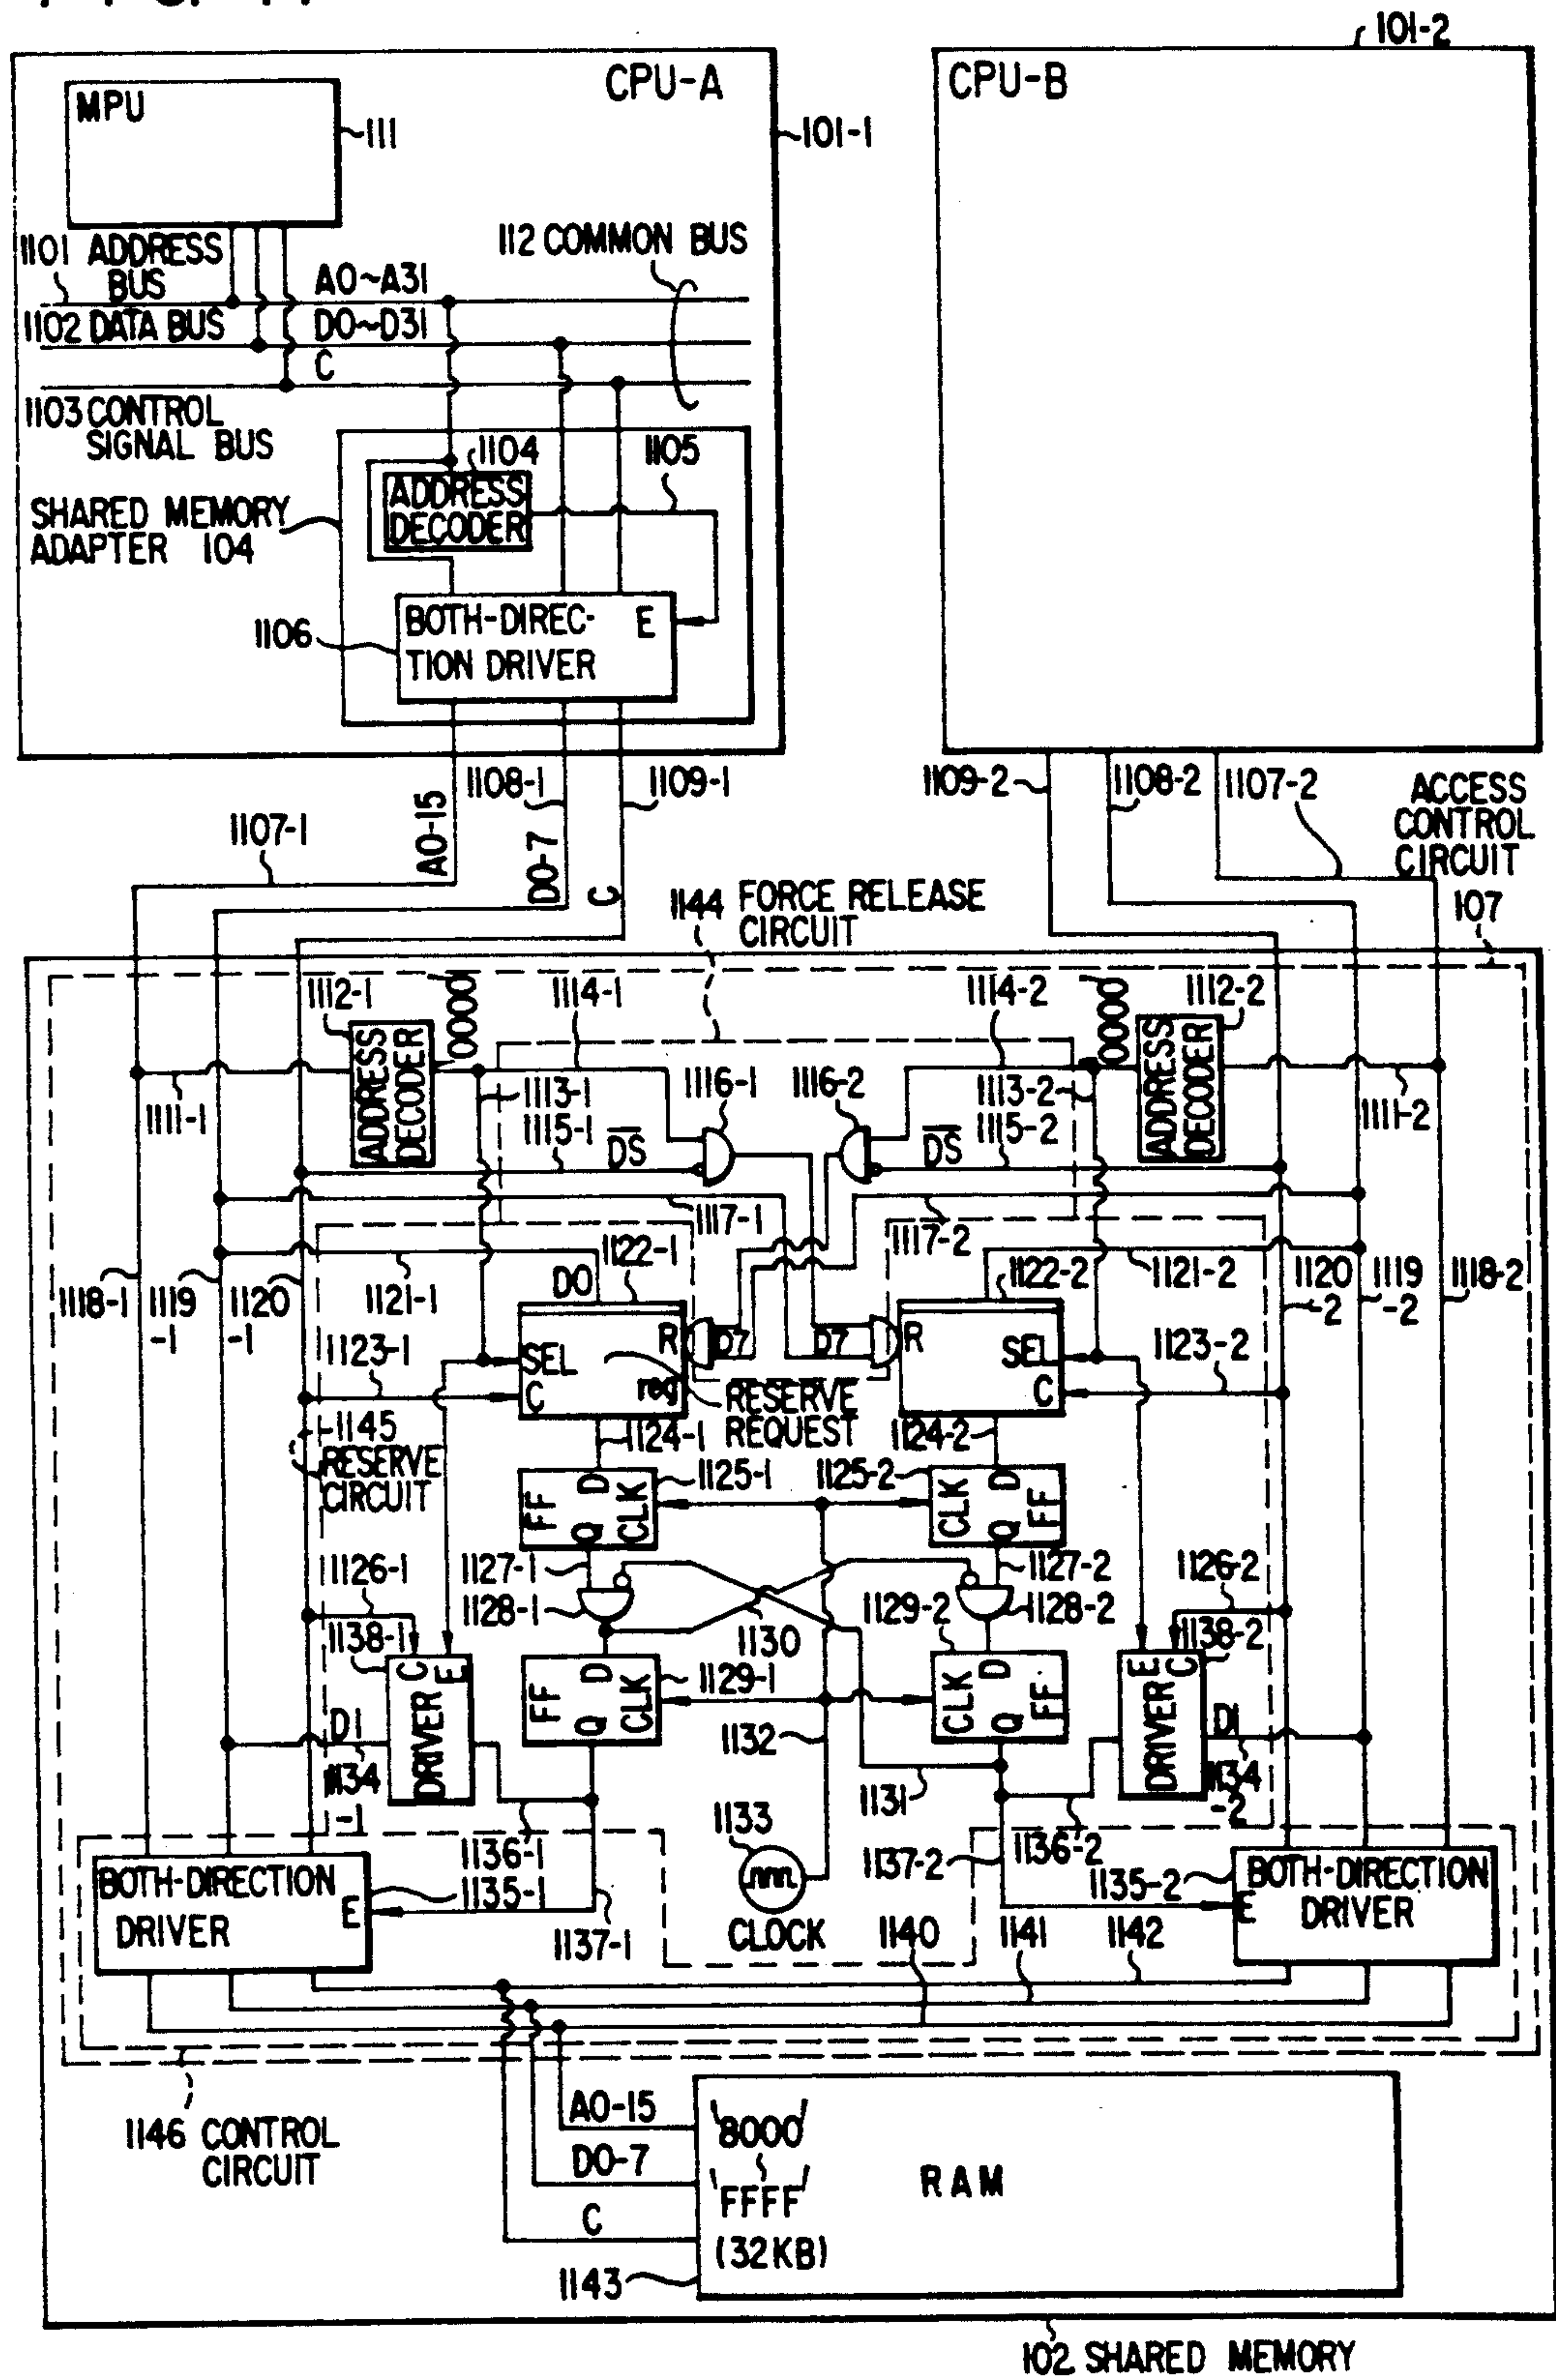 101-2
CPU-A
CPU-B
MPU
111
101-1
1101 ADDRESS
BUS
112 COMMON BUS
A0~A31
1102 DATA BUS
D0~D31
C
1103 CONTROL
SIGNAL BUS
1104
1105
ADDRESS
DECODER
SHARED MEMORY
ADAPTER 104
1106
BOTH-DIREC-
TION DRIVER
E
1108-1
1109-1
1109-2
1108-2
1107-2
ACCESS
CONTROL
CIRCUIT
107
1107-1
A0-15
D0-7
C
1144 FORCE RELEASE
CIRCUIT
1112-1
'0000'
1114-1
1114-2
'0000'
1112-2
ADDRESS
DECODER
ADDRESS
DECODER
1111-1
1113-1
1116-1
1116-2
1113-2
1111-2
1115-1
DS
DS
1115-2
1117-1
1117-2
1122-1
1122-2
D0
1118-1
1119
-1
1120
-1
1121-1
1121-2
1120
-2
1119
-2
1118-2
R
D7
D7
R
1123-1
SEL
SEL
1123-2
C
req
C
RESERVE
REQUEST
1145
RESERVE
CIRCUIT
1124-1
1124-2
1125-1
1125-2
FF
D
Q
CLK
CLK
D
Q
FF
1126-1
1127-1
1127-2
1126-2
1128-1
1129-2
1128-2
1138-1
1130
1138-2
C
E
DRIVER
FF
D
Q
CLK
1129-1
CLK
D
Q
FF
E
C
DRIVER
D1
1134
-1
1132
1131
D1
1134
-2
1133
1136-1
1137-2
1136-2
BOTH-DIRECTION
DRIVER
E
1135-1
1135-2
E
BOTH-DIRECTION
DRIVER
1137-1
CLOCK
1140
1141
1142
1146 CONTROL
CIRCUIT
A0-15
D0-7
C
'8000'
'FFFF'
(32KB)
RAM
1143
102 SHARED MEMORY